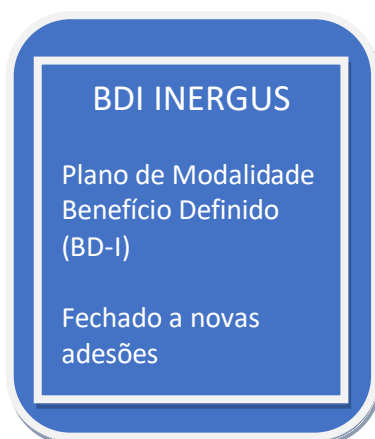 BDI INERGUS
Plano de Modalidade
Benefício Definido
(BD-I)
Fechado a novas
adesões